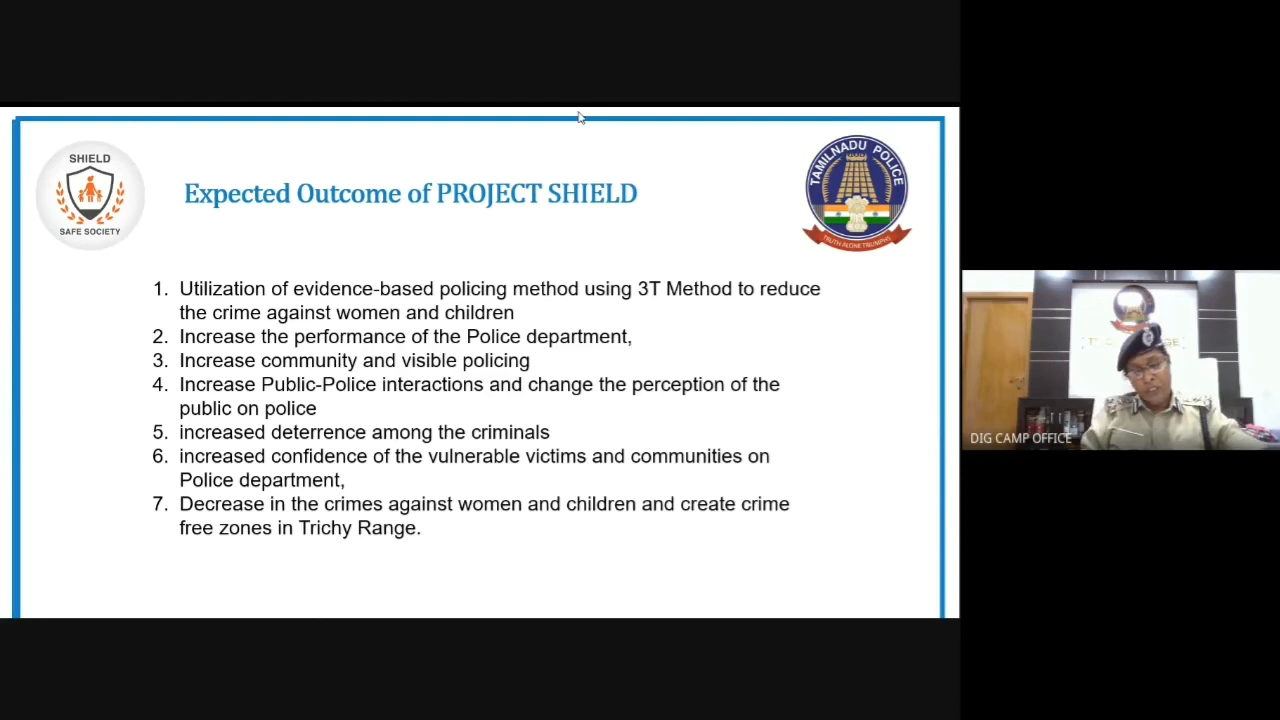 SHIELD
SAFE SOCIETY
Expected Outcome of PROJECT SHIELD
TAMILNADU POLICE
TRUTH ALONE TRIUMPHS
1. Utilization of evidence-based policing method using 3T Method to reduce
the crime against women and children
2. Increase the performance of the Police department,
3. Increase community and visible policing
4. Increase Public-Police interactions and change the perception of the
public on police
5. increased deterrence among the criminals
6. increased confidence of the vulnerable victims and communities on
Police department,
7. Decrease in the crimes against women and children and create crime
free zones in Trichy Range.
DIG CAMP OFFICE